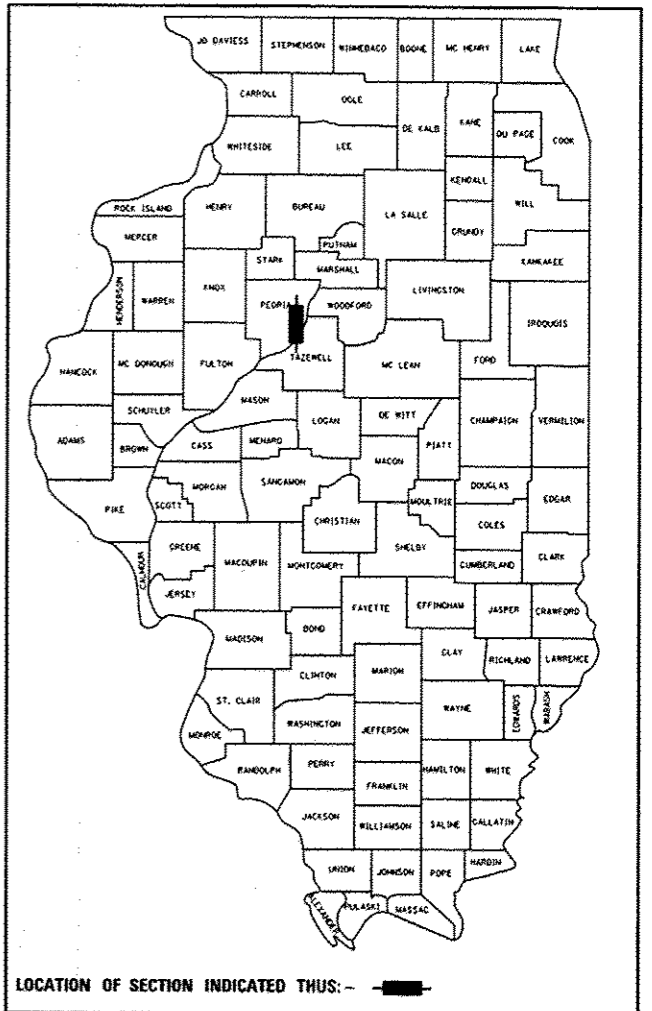 JO DAVIESS STEPHENSON WINNEBAGO BOONE MC HENRY LAKE
CARROLL OGLE DE KALB KANE DU PAGE COOK
WHITESIDE LEE
KENDALL
ROCK ISLAND HENRY BUREAU LA SALLE WILL
MERCER PUTNAM GRUNDY
STARK MARSHALL KANKAKEE
HENDERSON WARREN KNOX PEORIA WOODFORD LIVINGSTON IROQUOIS
HANCOCK MC DONOUGH FULTON TAZEWELL MC LEAN FORD
MASON
SCHUYLER LOGAN DE WITT CHAMPAIGN VERMILION
ADAMS BROWN CASS MENARD PIATT
MACON
MORGAN SANGAMON DOUGLAS
PIKE SCOTT CHRISTIAN MOULTRIE EDGAR
COLES
CALHOUN GREENE MACOUPIN MONTGOMERY SHELBY CUMBERLAND CLARK
JERSEY FAYETTE EFFINGHAM JASPER CRAWFORD
MADISON BOND
CLAY RICHLAND LAWRENCE
CLINTON MARION
ST. CLAIR WAYNE EDWARDS WABASH
MONROE WASHINGTON JEFFERSON
RANDOLPH PERRY HAMILTON WHITE
FRANKLIN
JACKSON WILLIAMSON SALINE GALLATIN
UNION JOHNSON POPE HARDIN
ALEXANDER PULASKI MASSAC
LOCATION OF SECTION INDICATED THUS: -